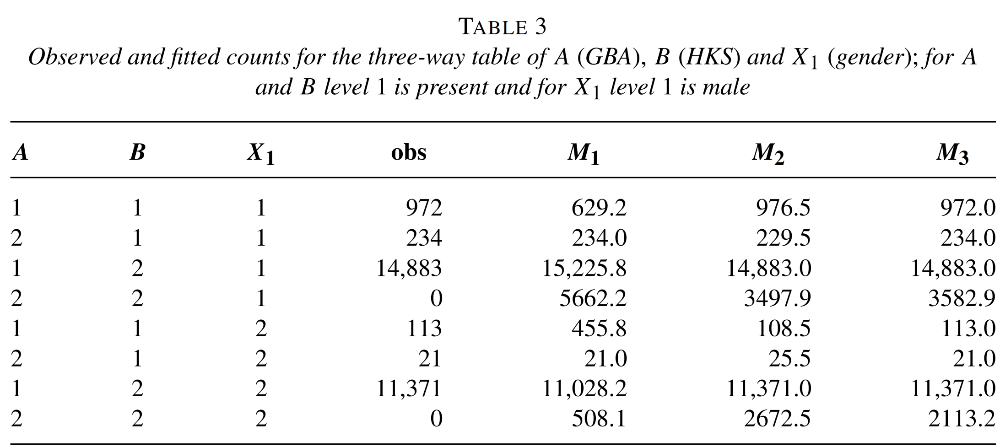 TABLE 3
Observed and fitted counts for the three-way table of A (GBA), B (HKS) and X1 (gender); for A
and B level 1 is present and for X1 level 1 is male
A B X1 obs M1 M2 M3
1 1 1 972 629.2 976.5 972.0
2 1 1 234 234.0 229.5 234.0
1 2 1 14,883 15,225.8 14,883.0 14,883.0
2 2 1 0 5662.2 3497.9 3582.9
1 1 2 113 455.8 108.5 113.0
2 1 2 21 21.0 25.5 21.0
1 2 2 11,371 11,028.2 11,371.0 11,371.0
2 2 2 0 508.1 2672.5 2113.2